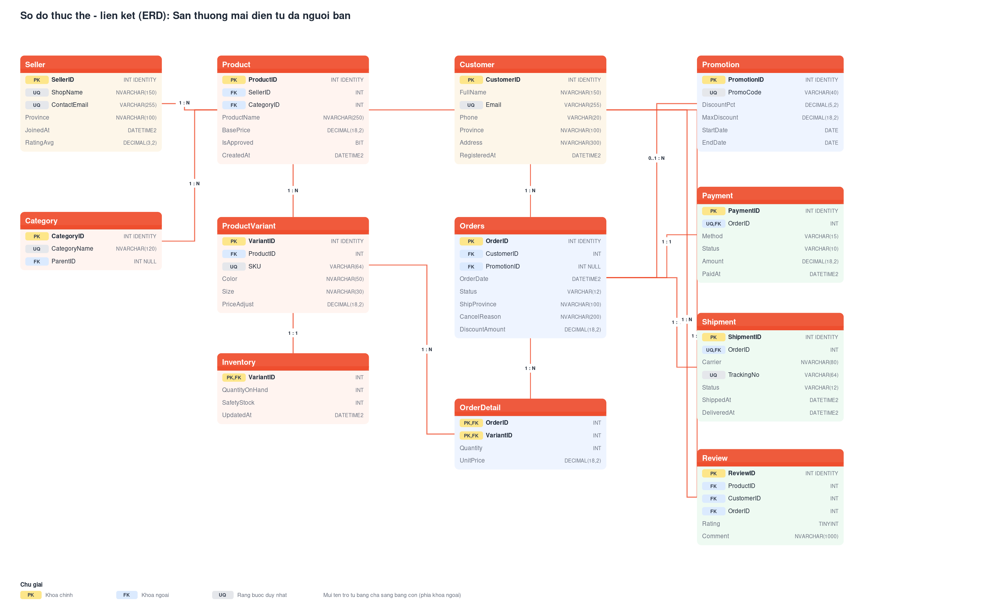 So do thuc the - lien ket (ERD): San thuong mai dien tu da nguoi ban
Seller
PK SellerID INT IDENTITY
UQ ShopName NVARCHAR(150)
UQ ContactEmail VARCHAR(255)
Province NVARCHAR(100)
JoinedAt DATETIME2
RatingAvg DECIMAL(3,2)
1 : N
Product
PK ProductID INT IDENTITY
FK SellerID INT
FK CategoryID INT
ProductName NVARCHAR(250)
BasePrice DECIMAL(18,2)
IsApproved BIT
CreatedAt DATETIME2
Customer
PK CustomerID INT IDENTITY
FullName NVARCHAR(150)
UQ Email VARCHAR(255)
Phone VARCHAR(20)
Province NVARCHAR(100)
Address NVARCHAR(300)
RegisteredAt DATETIME2
Promotion
PK PromotionID INT IDENTITY
UQ PromoCode VARCHAR(40)
DiscountPct DECIMAL(5,2)
MaxDiscount DECIMAL(18,2)
StartDate DATE
EndDate DATE
0..1 : N
1 : N
1 : N
1 : N
Category
PK CategoryID INT IDENTITY
UQ CategoryName NVARCHAR(120)
FK ParentID INT NULL
ProductVariant
PK VariantID INT IDENTITY
FK ProductID INT
UQ SKU VARCHAR(64)
Color NVARCHAR(50)
Size NVARCHAR(30)
PriceAdjust DECIMAL(18,2)
Orders
PK OrderID INT IDENTITY
FK CustomerID INT
FK PromotionID INT NULL
OrderDate DATETIME2
Status VARCHAR(12)
ShipProvince NVARCHAR(100)
CancelReason NVARCHAR(200)
DiscountAmount DECIMAL(18,2)
1 : 1
Payment
PK PaymentID INT IDENTITY
UQ,FK OrderID INT
Method VARCHAR(15)
Status VARCHAR(10)
Amount DECIMAL(18,2)
PaidAt DATETIME2
1 : 1
1 : N
1 : N
1 :
1 : N
1 :
Shipment
PK ShipmentID INT IDENTITY
UQ,FK OrderID INT
Carrier NVARCHAR(80)
UQ TrackingNo VARCHAR(64)
Status VARCHAR(12)
ShippedAt DATETIME2
DeliveredAt DATETIME2
Inventory
PK,FK VariantID INT
QuantityOnHand INT
SafetyStock INT
UpdatedAt DATETIME2
OrderDetail
PK,FK OrderID INT
PK,FK VariantID INT
Quantity INT
UnitPrice DECIMAL(18,2)
Review
PK ReviewID INT IDENTITY
FK ProductID INT
FK CustomerID INT
FK OrderID INT
Rating TINYINT
Comment NVARCHAR(1000)
Chu giai
PK Khoa chinh FK Khoa ngoai UQ Rang buoc duy nhat Mui ten tro tu bang cha sang bang con (phia khoa ngoai)